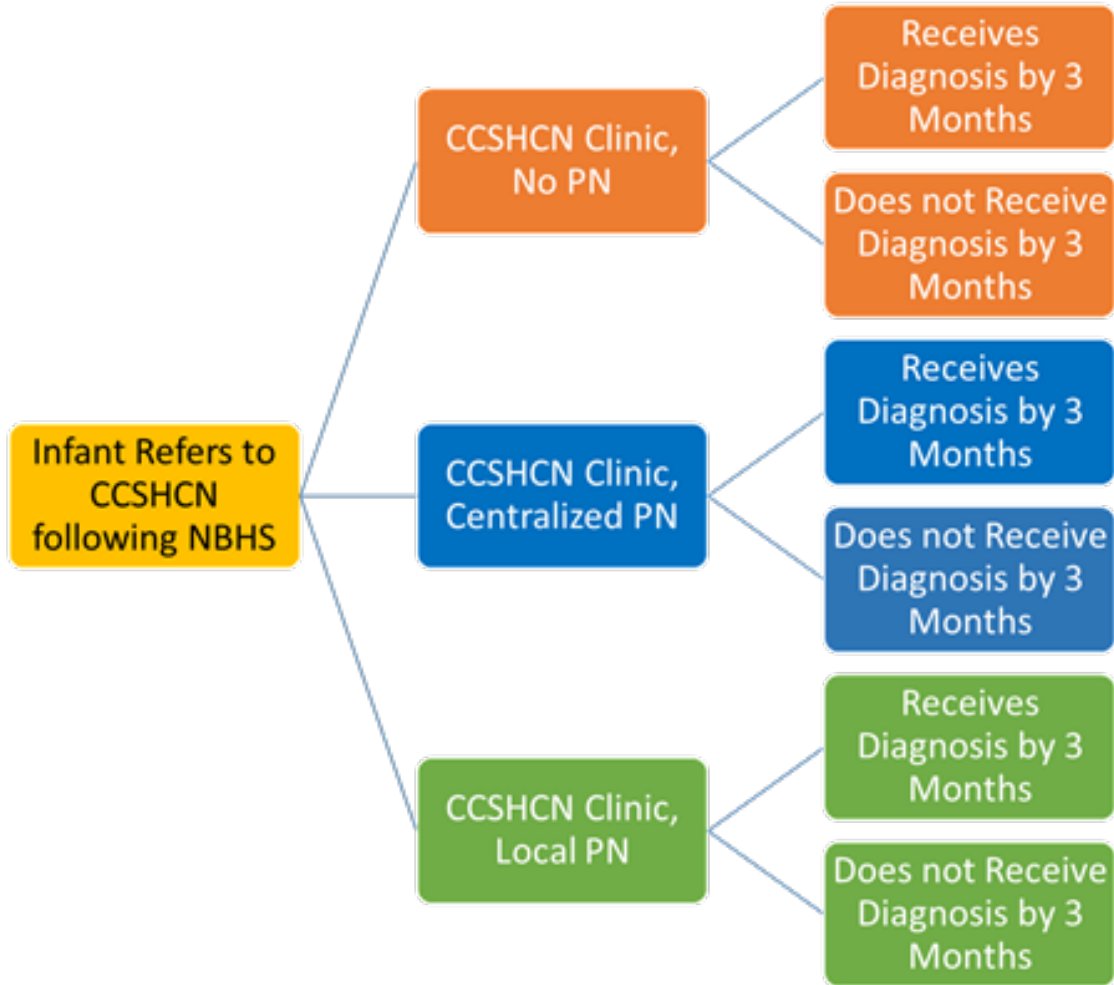 Infant Refers to
CCSHCN
following NBHS
CCSHCN Clinic,
No PN
Receives
Diagnosis by 3
Months
Does not Receive
Diagnosis by 3
Months
CCSHCN Clinic,
Centralized PN
Receives
Diagnosis by 3
Months
Does not Receive
Diagnosis by 3
Months
CCSHCN Clinic,
Local PN
Receives
Diagnosis by 3
Months
Does not Receive
Diagnosis by 3
Months